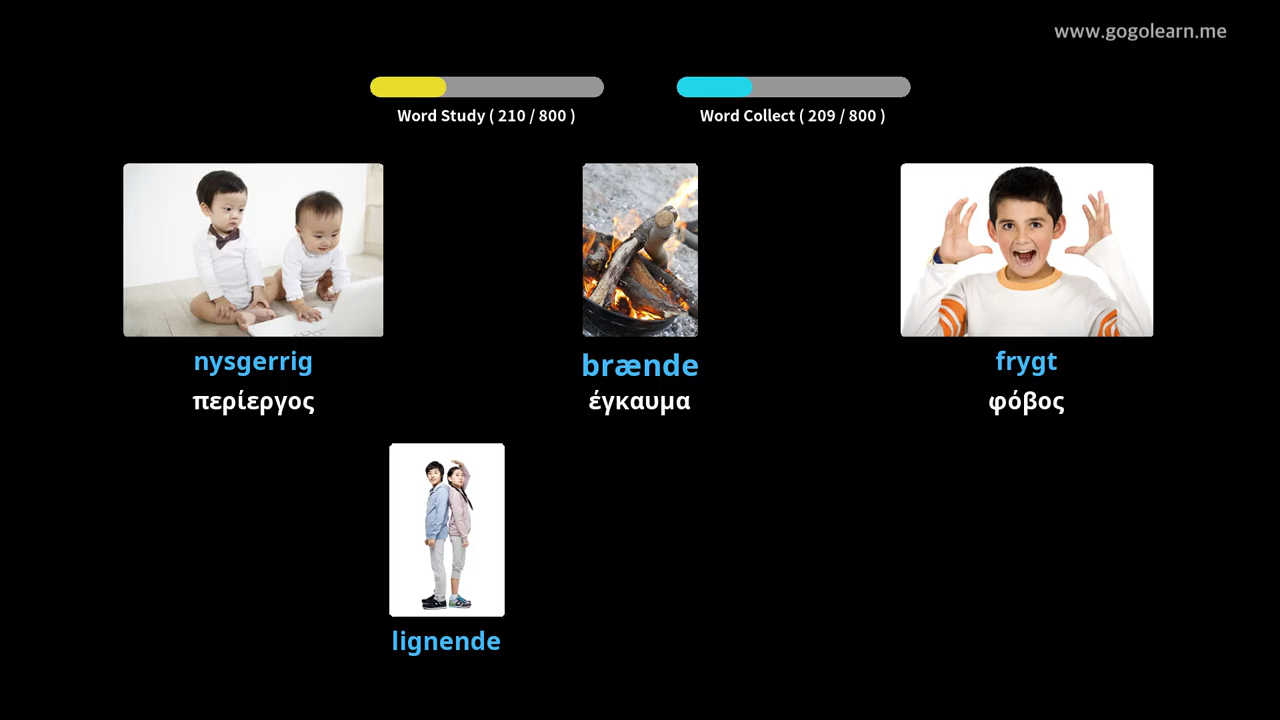 www.gogolearn.me
Word Study ( 210 / 800 )
Word Collect ( 209 / 800 )
nysgerrig
brænde
frygt
περίεργος
έγκαυμα
φόβος
lignende